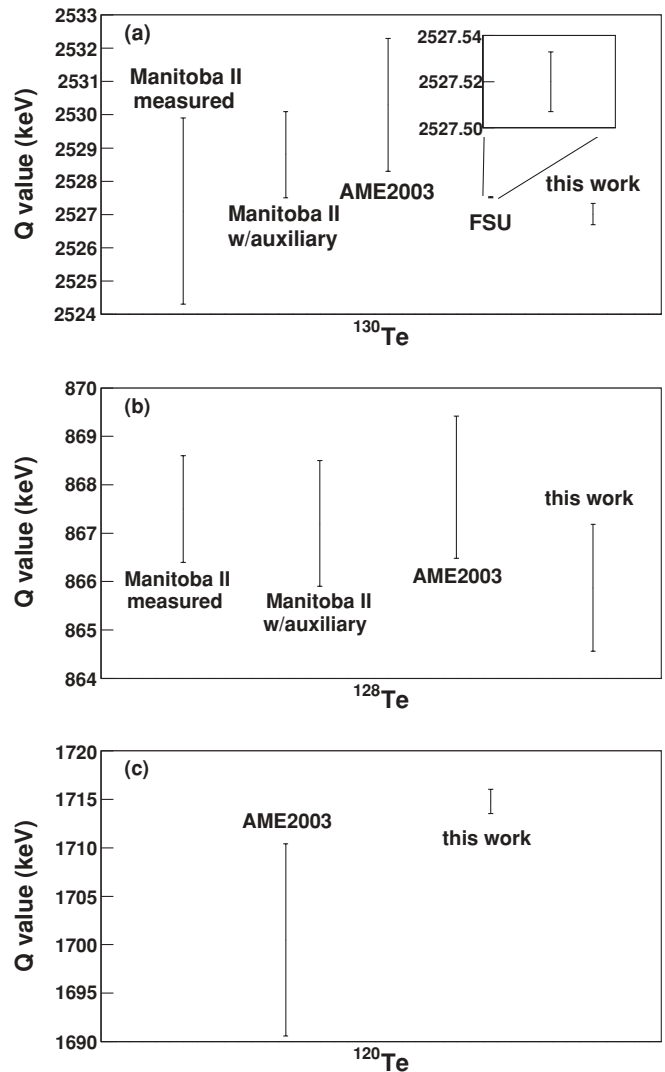 (a)
Q value (keV)
2533
2532
2531
2530
2529
2528
2527
2526
2525
2524
Manitoba II
measured
Manitoba II
w/auxiliary
AME2003
2527.54
2527.52
2527.50
FSU
this work
¹³⁰Te
(b)
Q value (keV)
870
869
868
867
866
865
864
Manitoba II
measured
Manitoba II
w/auxiliary
AME2003
this work
¹²⁸Te
(c)
Q value (keV)
1720
1715
1710
1705
1700
1695
1690
AME2003
this work
¹²⁰Te